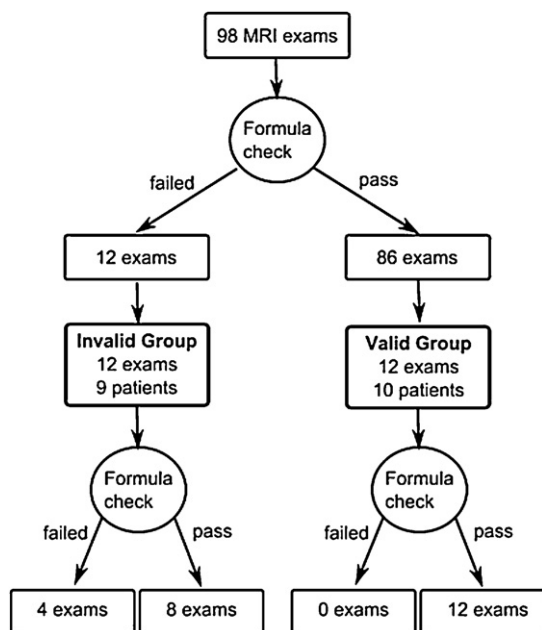 98 MRI exams
Formula
check
failed
pass
12 exams
86 exams
Invalid Group
12 exams
9 patients
Valid Group
12 exams
10 patients
Formula
check
Formula
check
failed
pass
failed
pass
4 exams
8 exams
0 exams
12 exams